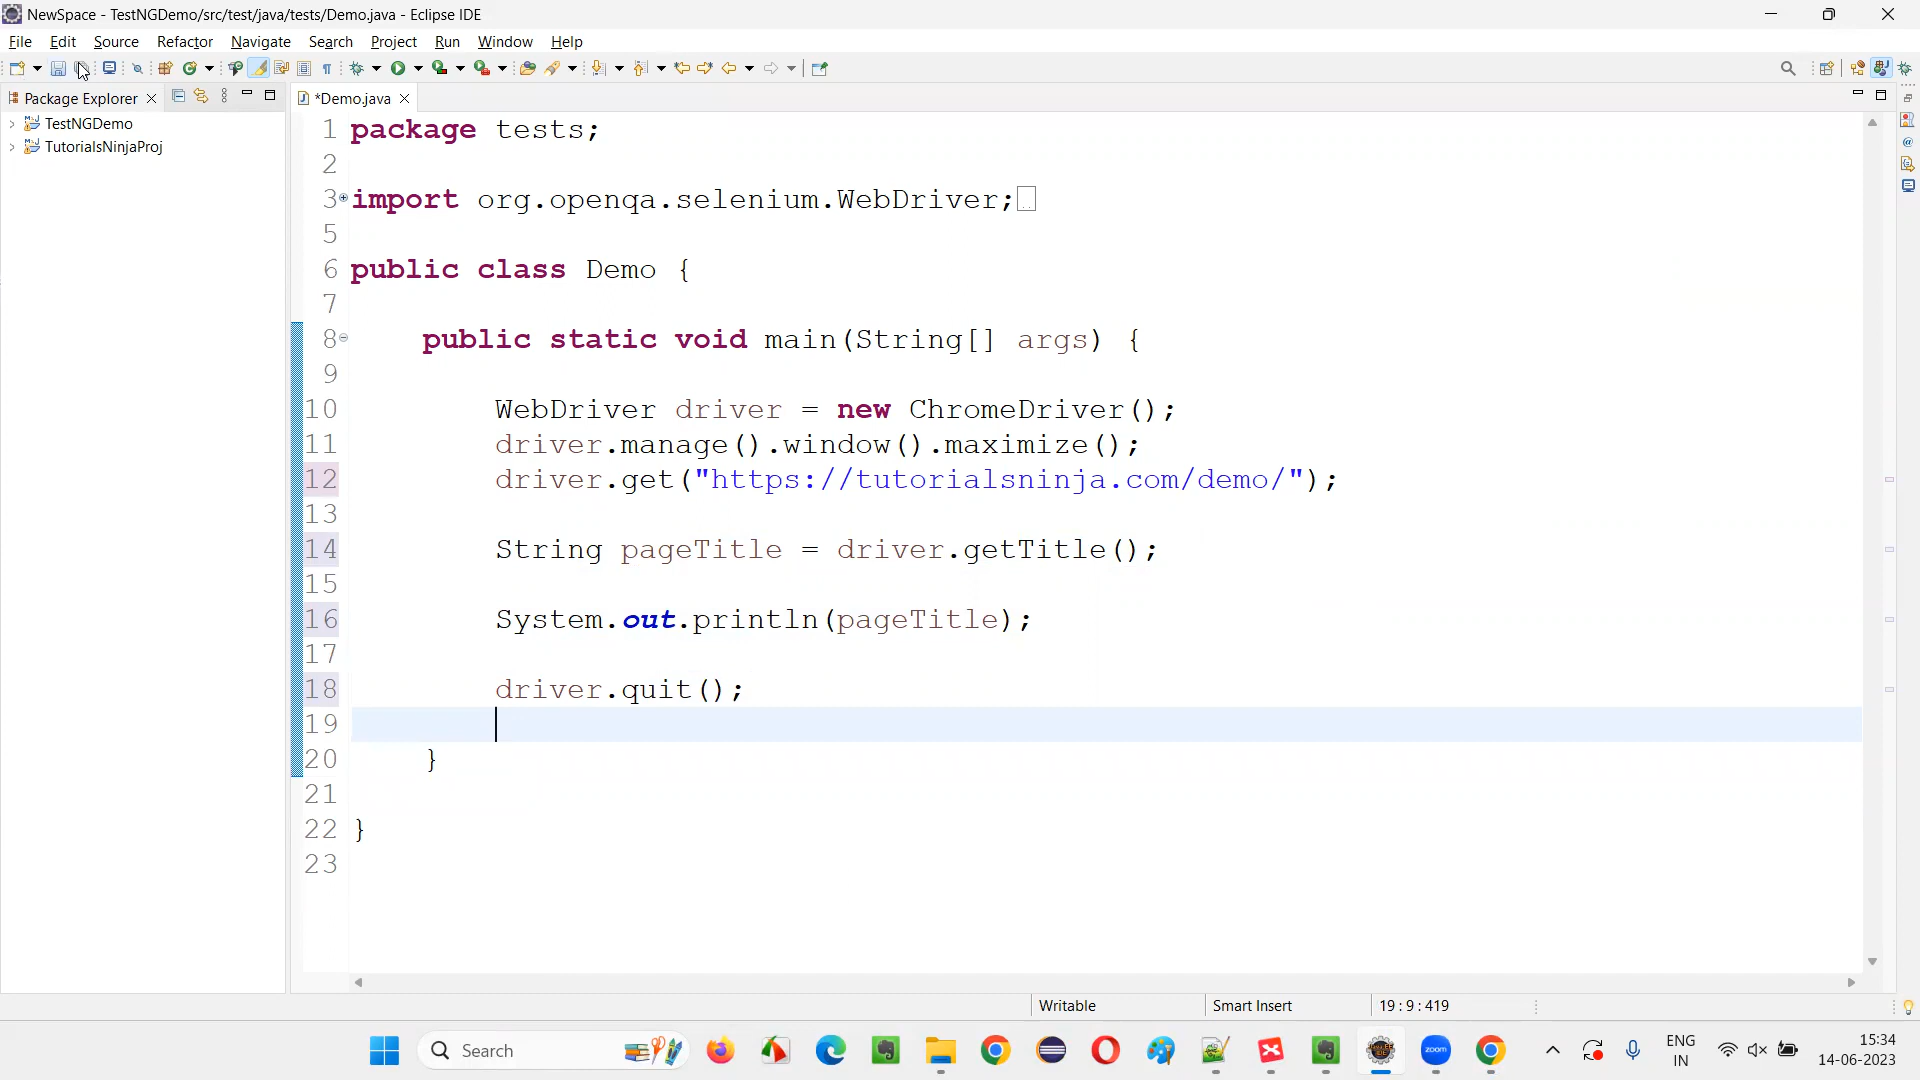 NewSpace - TestNGDemo/src/test/java/tests/Demo.java - Eclipse IDE
File Edit Source Refactor Navigate Search Project Run Window Help
Package Explorer
*Demo.java
TestNGDemo
TutorialsNinjaProj
1 package tests;
2
3 import org.openqa.selenium.WebDriver;
5
6 public class Demo {
7
8 public static void main(String[] args) {
9
10 WebDriver driver = new ChromeDriver();
11 driver.manage().window().maximize();
12 driver.get("https://tutorialsninja.com/demo/");
13
14 String pageTitle = driver.getTitle();
15
16 System.out.println(pageTitle);
17
18 driver.quit();
19
20 }
21
22 }
23
Writable Smart Insert 19 : 9 : 419
Search
zoom
ENG
IN
15:34
14-06-2023